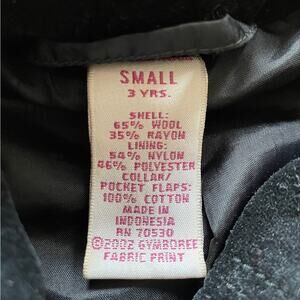 SMALL
3 YRS.
SHELL:
65% WOOL
35% RAYON
LINING:
54% NYLON
46% POLYESTER
COLLAR/
POCKET FLAPS:
100% COTTON
MADE IN
INDONESIA
RN 70530
©2002 GYMBOREE
FABRIC PRINT